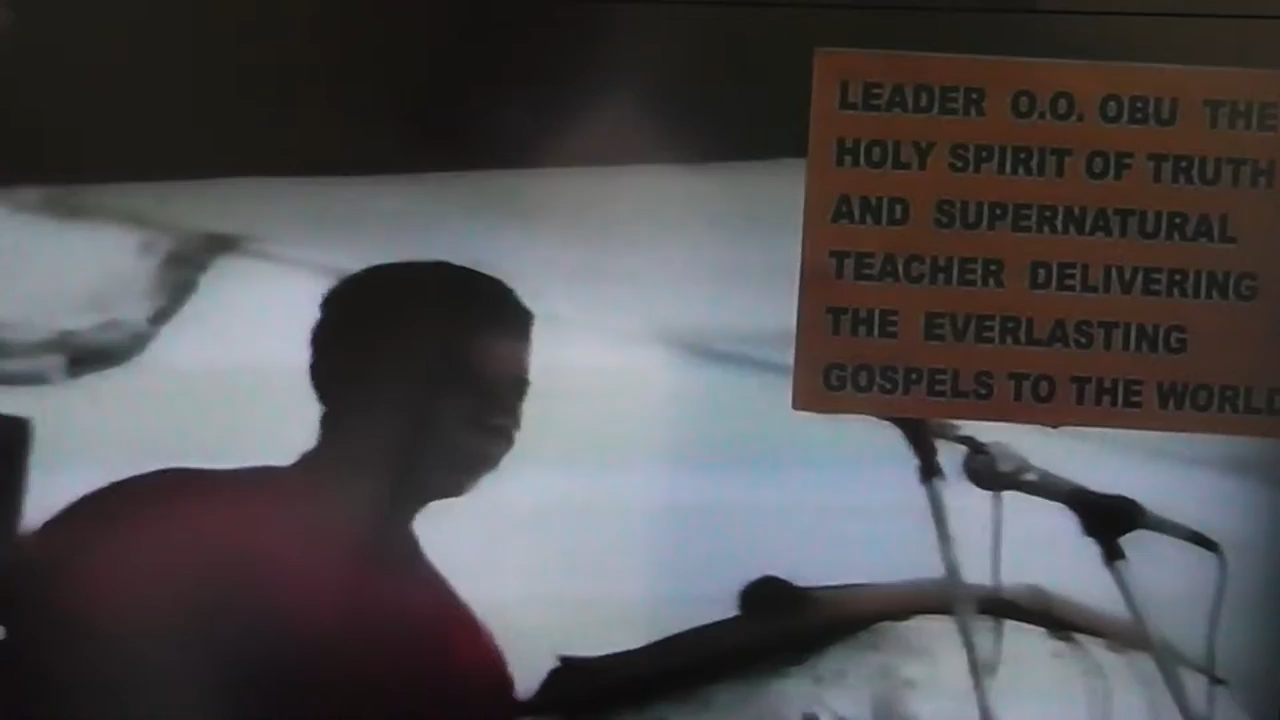 LEADER O.O. OBU THE
HOLY SPIRIT OF TRUTH
AND SUPERNATURAL
TEACHER DELIVERING
THE EVERLASTING
GOSPELS TO THE WORLD